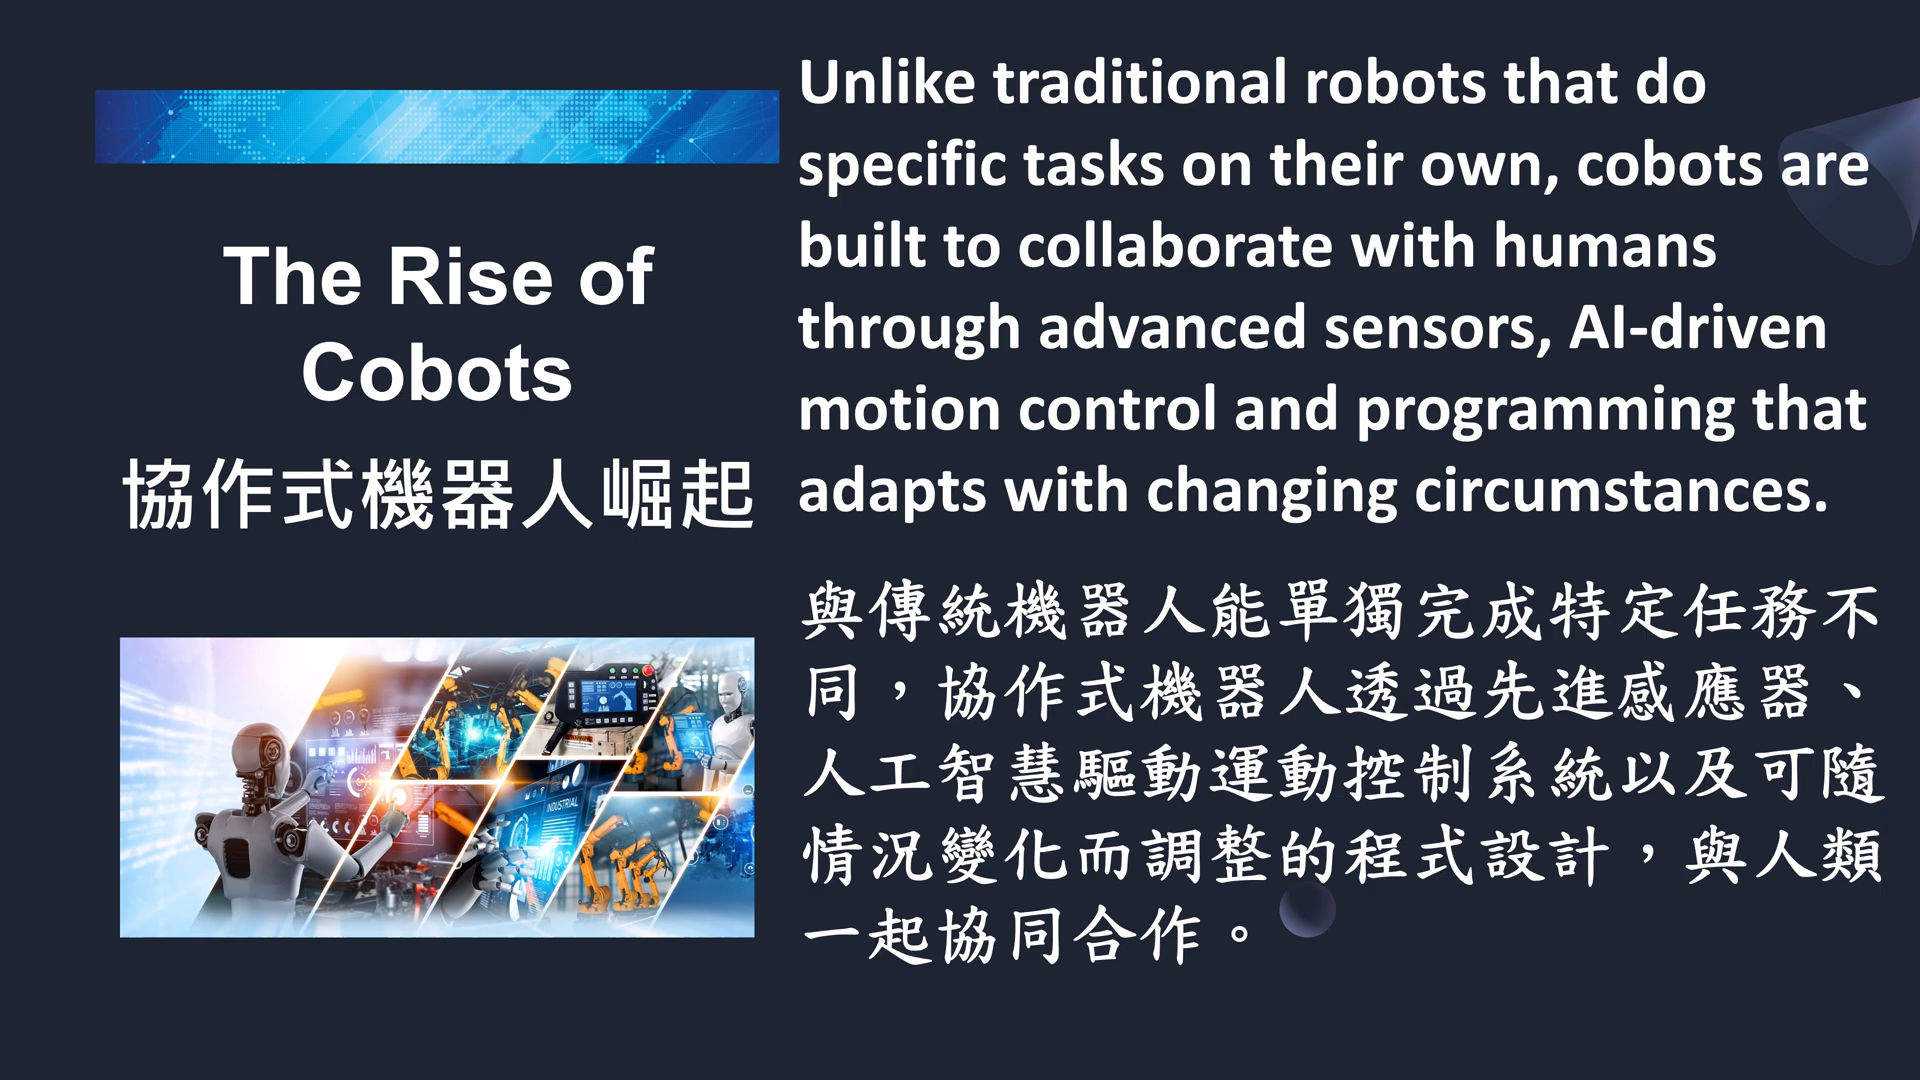 The Rise of
Cobots
協作式機器人崛起
Unlike traditional robots that do
specific tasks on their own, cobots are
built to collaborate with humans
through advanced sensors, AI-driven
motion control and programming that
adapts with changing circumstances.
與傳統機器人能單獨完成特定任務不
同，協作式機器人透過先進感應器、
人工智慧驅動運動控制系統以及可隨
情況變化而調整的程式設計，與人類
一起協同合作。
INDUSTRIAL